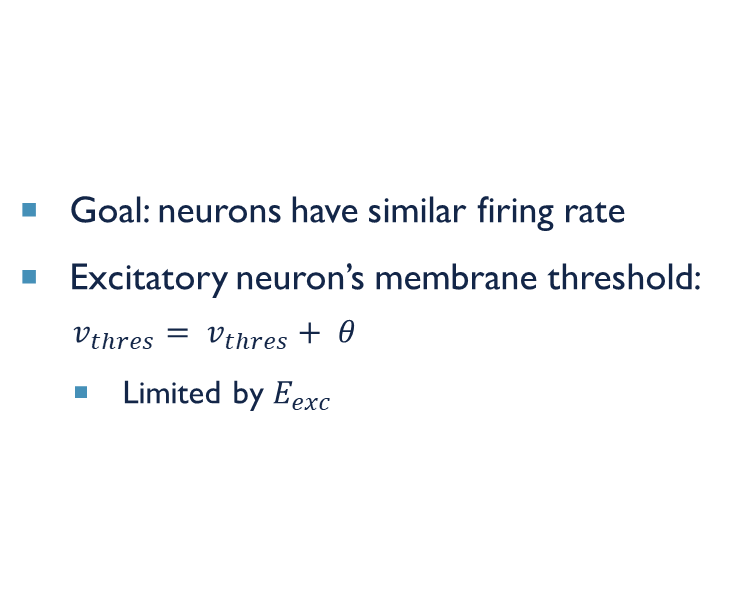 ▪ Goal: neurons have similar firing rate
▪ Excitatory neuron’s membrane threshold:
𝑣_thres = 𝑣_thres + θ
▪ Limited by E_exc